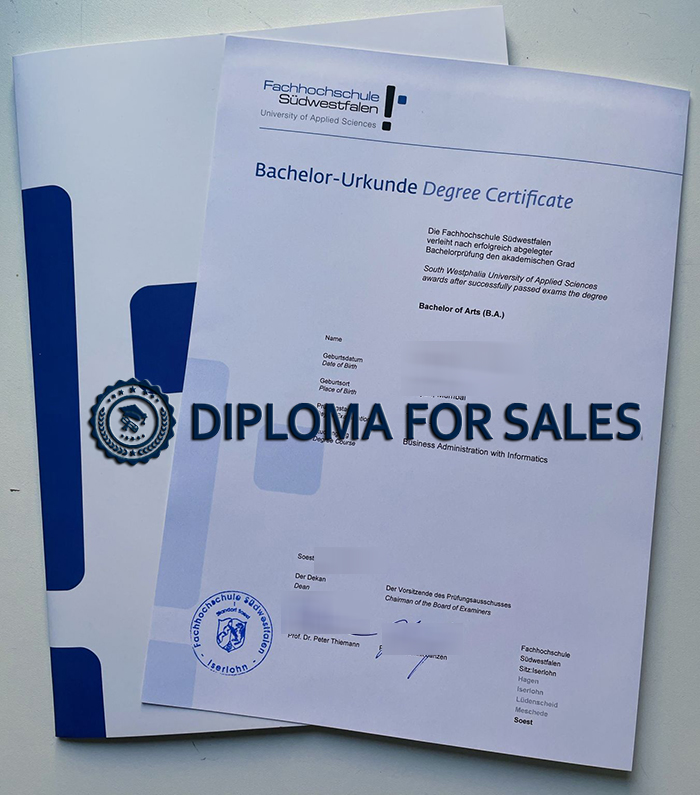 Fachhochschule
Südwestfalen
University of Applied Sciences
Bachelor-Urkunde Degree Certificate
Die Fachhochschule Südwestfalen
verleiht nach erfolgreich abgelegter
Bachelorprüfung den akademischen Grad
South Westphalia University of Applied Sciences
awards after successfully passed exams the degree
Bachelor of Arts (B.A.)
Name
Geburtsdatum
Date of Birth
Geburtsort
Place of Birth
DIPLOMA FOR SALES
Degree Course
Business Administration with Informatics
Soest
Der Dekan
Dean
Der Vorsitzende des Prüfungsausschusses
Chairman of the Board of Examiners
Prof. Dr. Peter Thiemann
Fachhochschule Südwestfalen
Standort Soest
Iserlohn
Fachhochschule
Südwestfalen
Sitz:Iserlohn
Hagen
Iserlohn
Lüdenscheid
Meschede
Soest